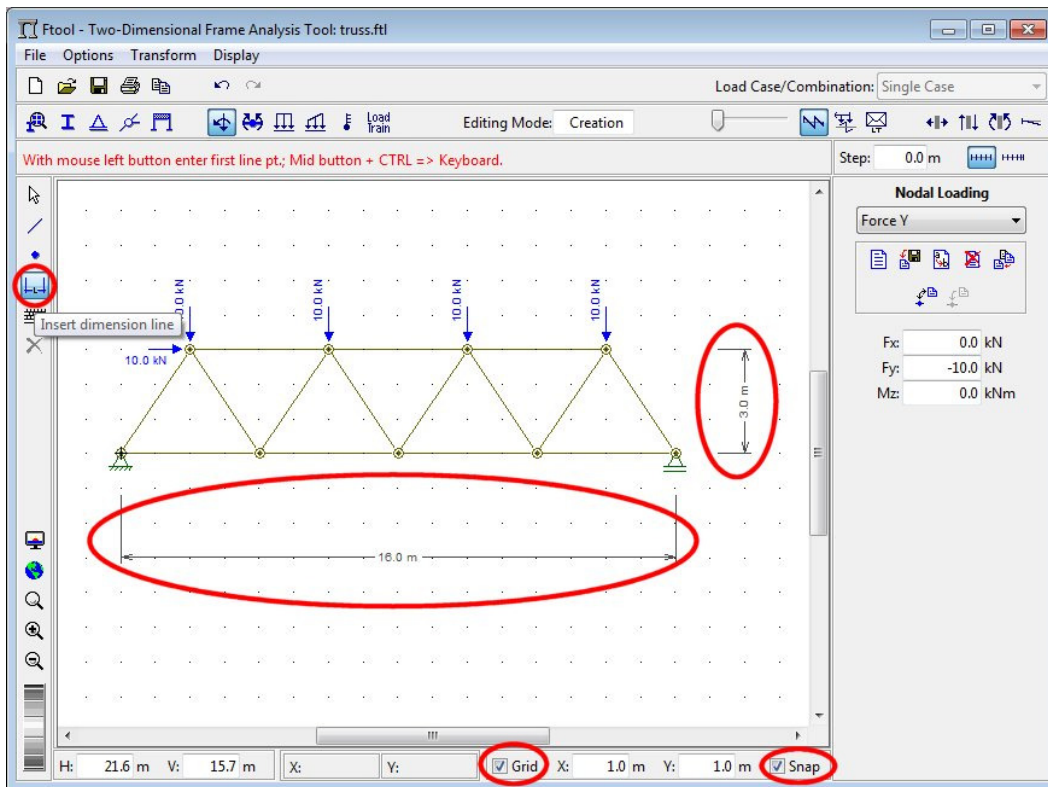 Ftool - Two-Dimensional Frame Analysis Tool: truss.ftl
File Options Transform Display
Load Case/Combination: Single Case
Load Train
Editing Mode: Creation
With mouse left button enter first line pt.; Mid button + CTRL => Keyboard.
Step: 0.0 m
Nodal Loading
Force Y
Fx: 0.0 kN
Fy: -10.0 kN
Mz: 0.0 kNm
L
Insert dimension line
10.0 kN
10.0 kN
10.0 kN
10.0 kN
3.0 m
16.0 m
H: 21.6 m V: 15.7 m X: Y: Grid X: 1.0 m Y: 1.0 m Snap